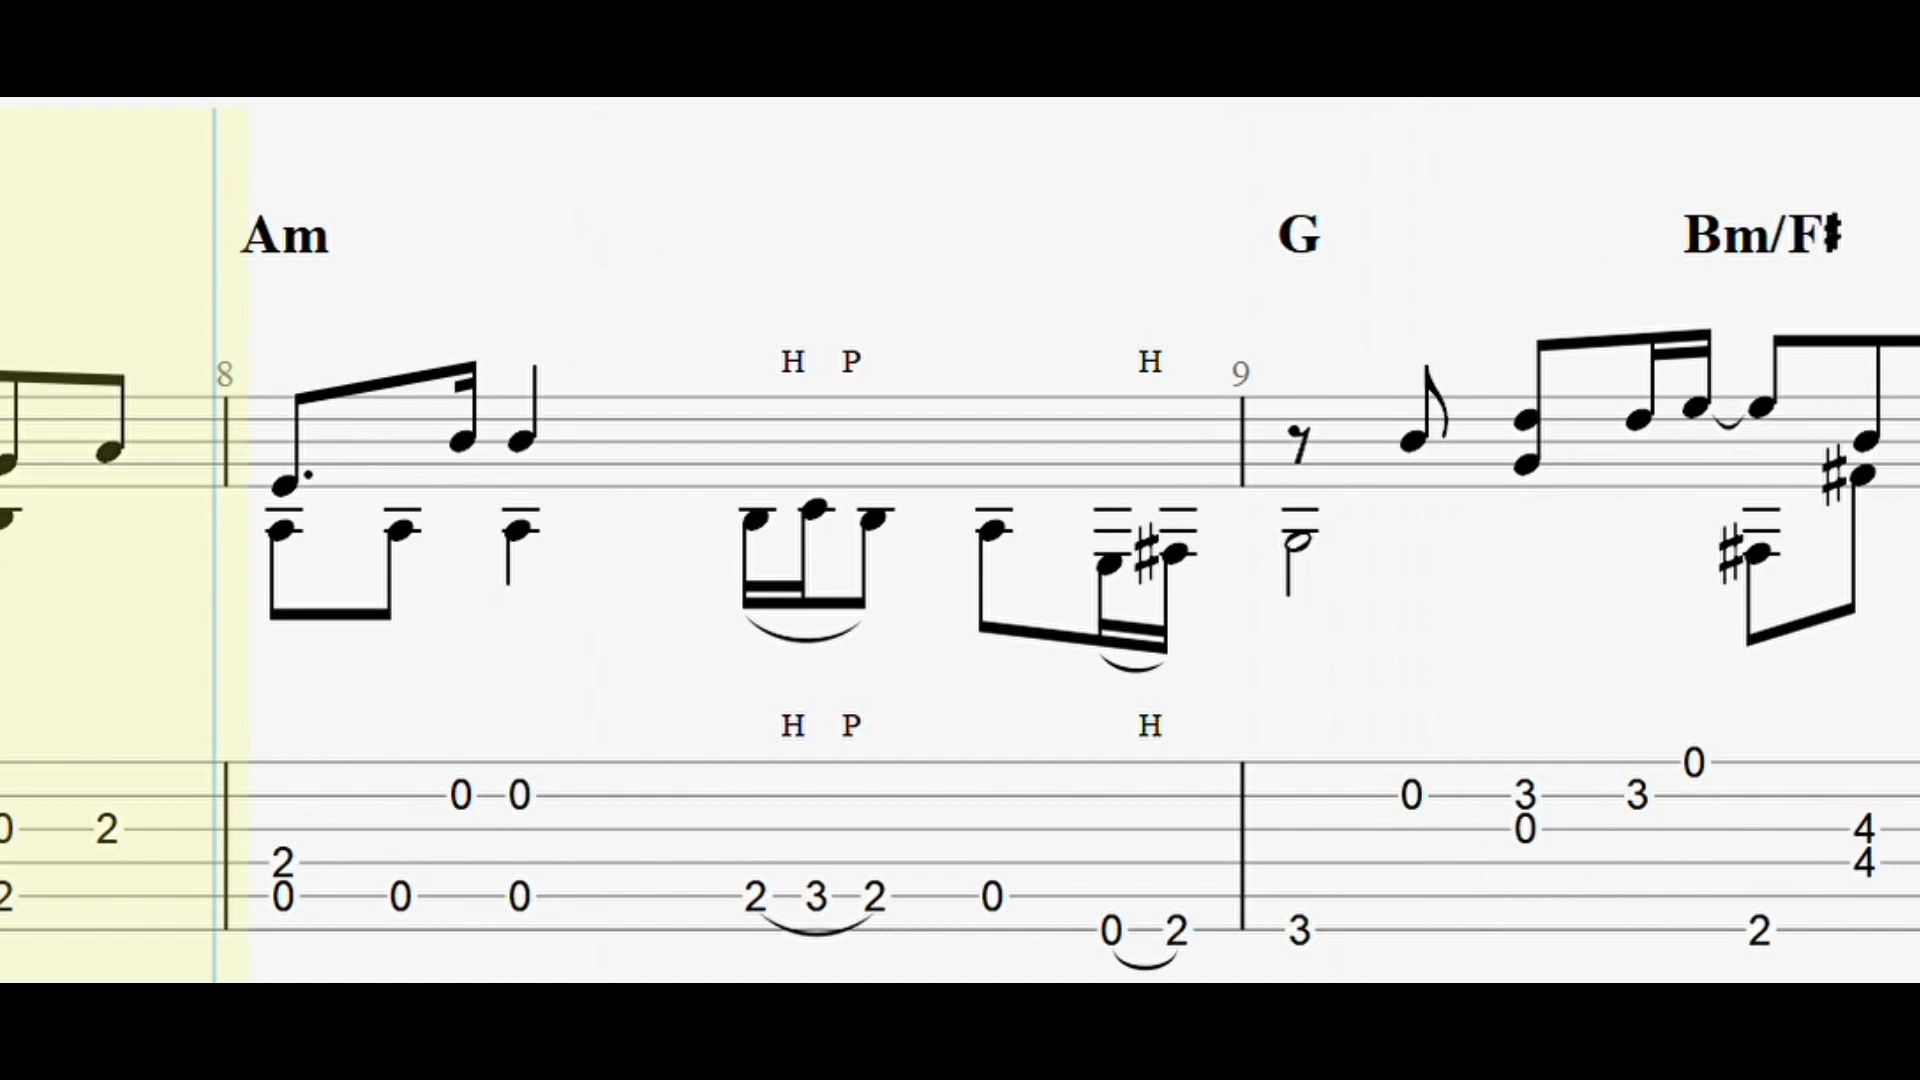 Am G Bm/F♯
H P H
8 9
H P H
0
0 0 0 3 3
0 2 0 4
2 4
2 0 0 0 2 3 2 0
0 2 3 2